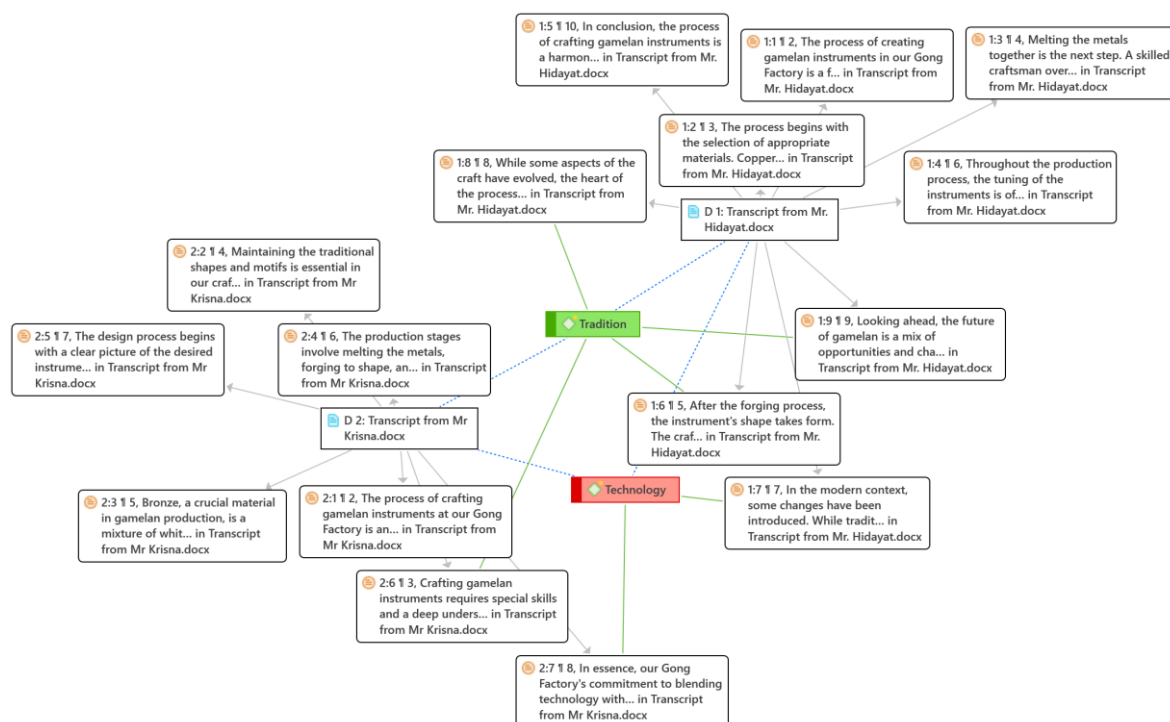 1:5 ¶ 10, In conclusion, the process
of crafting gamelan instruments is
a harmon... in Transcript from Mr.
Hidayat.docx
1:1 ¶ 2, The process of creating
gamelan instruments in our Gong
Factory is a f... in Transcript from
Mr. Hidayat.docx
1:3 ¶ 4, Melting the metals
together is the next step. A skilled
craftsman over... in Transcript
from Mr. Hidayat.docx
1:2 ¶ 3, The process begins with
the selection of appropriate
materials. Copper... in Transcript
from Mr. Hidayat.docx
1:8 ¶ 8, While some aspects of the
craft have evolved, the heart of
the process... in Transcript from
Mr. Hidayat.docx
1:4 ¶ 6, Throughout the production
process, the tuning of the
instruments is of... in Transcript
from Mr. Hidayat.docx
D 1: Transcript from Mr.
Hidayat.docx
2:2 ¶ 4, Maintaining the traditional
shapes and motifs is essential in
our craf... in Transcript from Mr
Krisna.docx
Tradition
1:9 ¶ 9, Looking ahead, the future
of gamelan is a mix of
opportunities and cha... in
Transcript from Mr. Hidayat.docx
2:5 ¶ 7, The design process begins
with a clear picture of the desired
instrume... in Transcript from Mr
Krisna.docx
2:4 ¶ 6, The production stages
involve melting the metals,
forging to shape, an... in Transcript
from Mr Krisna.docx
D 2: Transcript from Mr
Krisna.docx
1:6 ¶ 5, After the forging process,
the instrument's shape takes form.
The craf... in Transcript from Mr.
Hidayat.docx
Technology
1:7 ¶ 7, In the modern context,
some changes have been
introduced. While tradit... in
Transcript from Mr. Hidayat.docx
2:3 ¶ 5, Bronze, a crucial material
in gamelan production, is a
mixture of whit... in Transcript
from Mr Krisna.docx
2:1 ¶ 2, The process of crafting
gamelan instruments at our Gong
Factory is an... in Transcript from
Mr Krisna.docx
2:6 ¶ 3, Crafting gamelan
instruments requires special skills
and a deep unders... in Transcript
from Mr Krisna.docx
2:7 ¶ 8, In essence, our Gong
Factory's commitment to blending
technology with... in Transcript
from Mr Krisna.docx